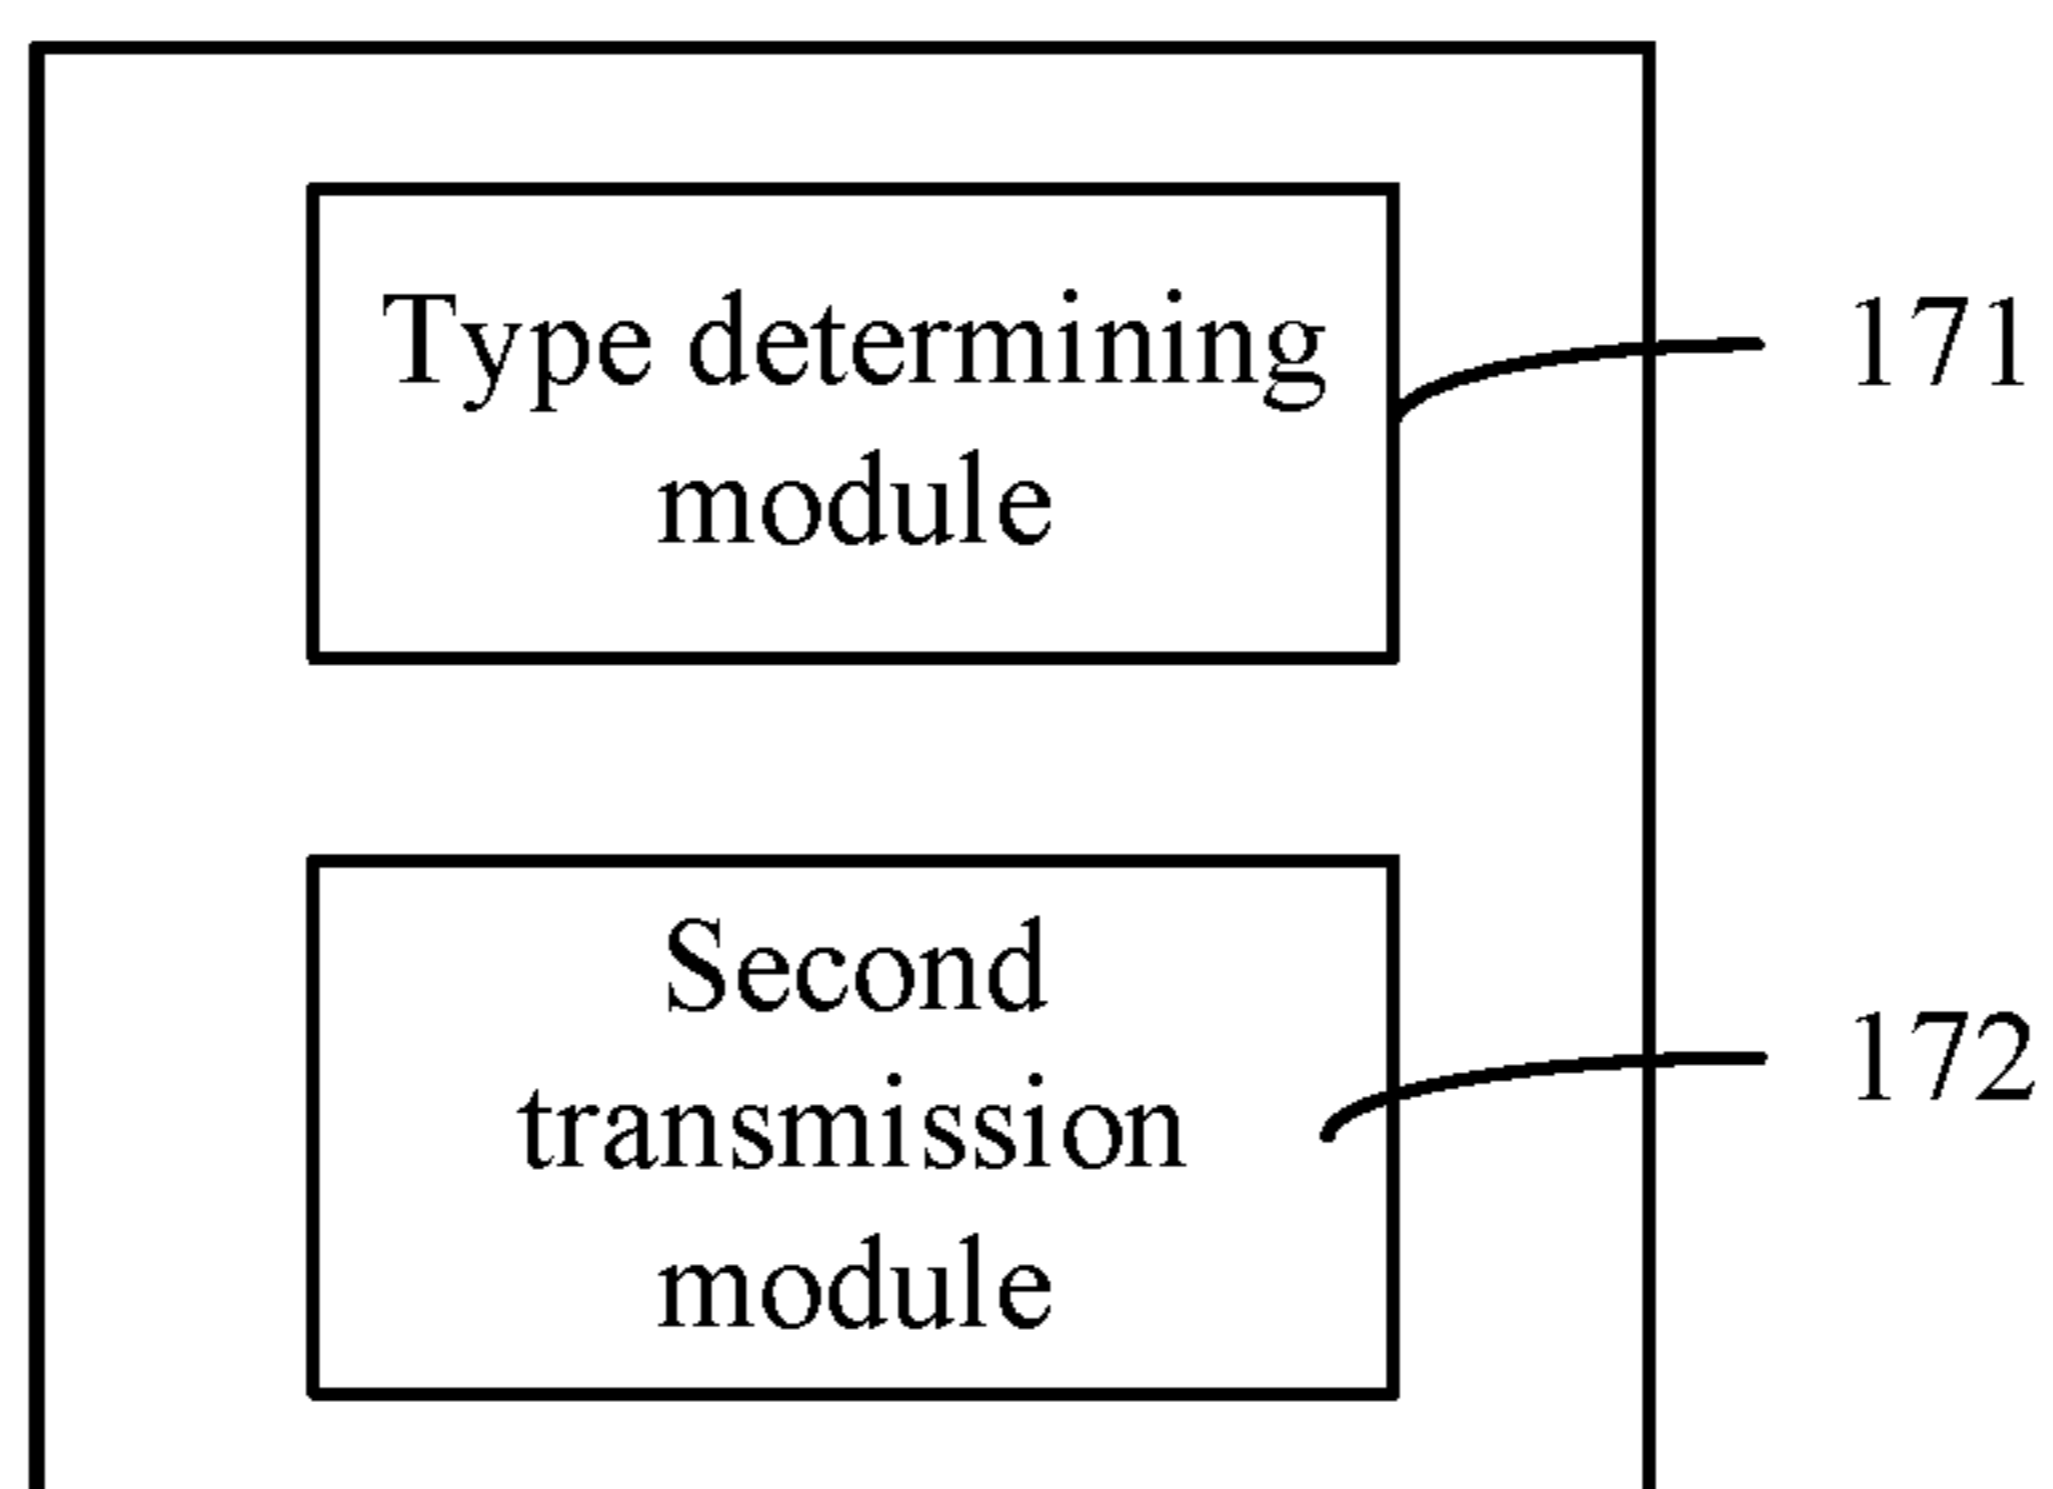 Type determining
module
171
Second
transmission
module
172